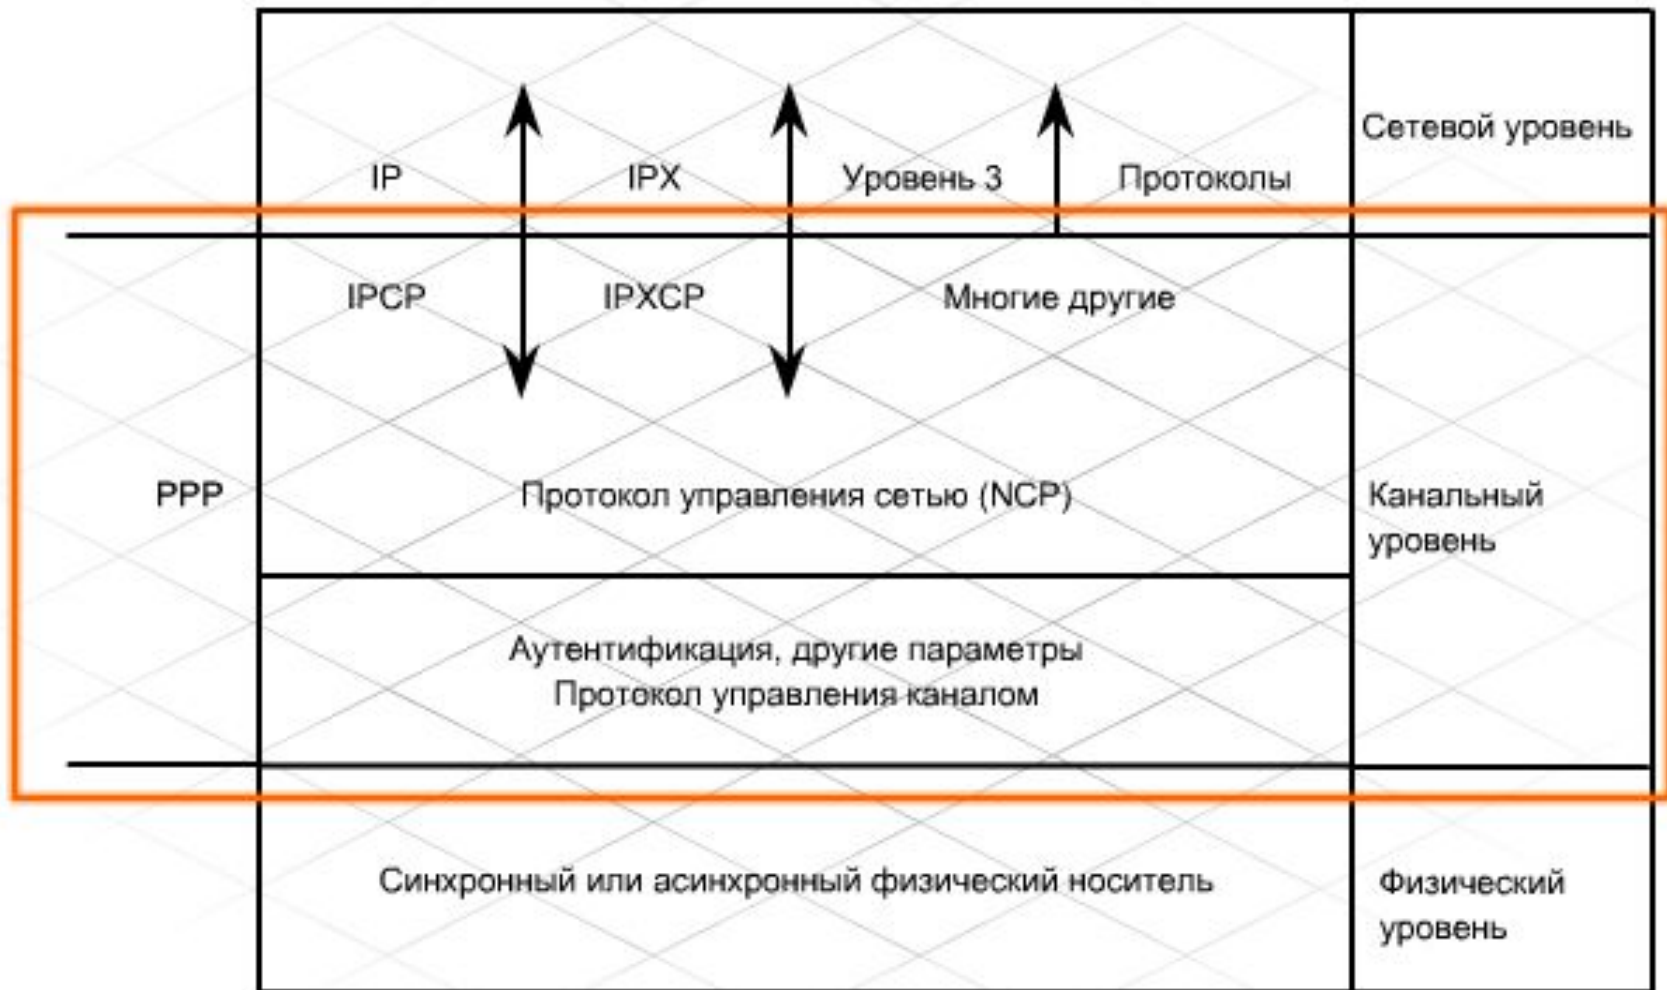 Сетевой уровень
IP IPX Уровень 3 Протоколы
IPCP IPXCP Многие другие
PPP
Протокол управления сетью (NCP)
Канальный
уровень
Аутентификация, другие параметры
Протокол управления каналом
Синхронный или асинхронный физический носитель
Физический
уровень